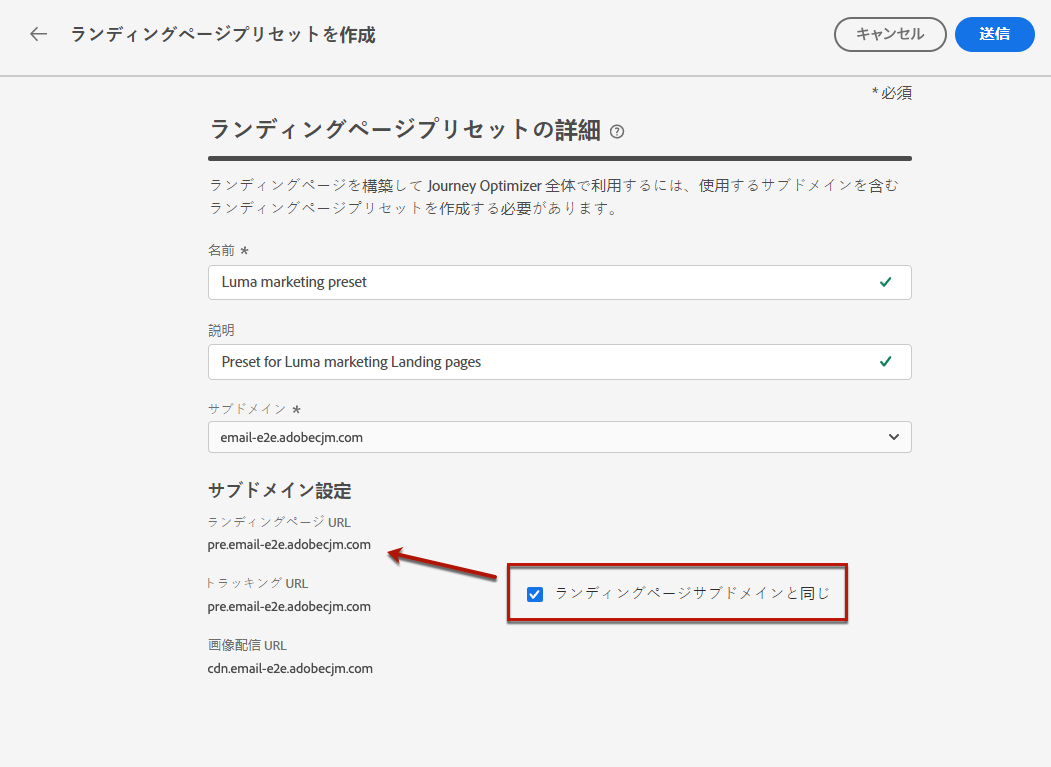 ランディングページプリセットを作成
キャンセル
送信
* 必須
ランディングページプリセットの詳細
ランディングページを構築して Journey Optimizer 全体で利用するには、使用するサブドメインを含む
ランディングページプリセットを作成する必要があります。
名前 *
Luma marketing preset
説明
Preset for Luma marketing Landing pages
サブドメイン *
email-e2e.adobecjm.com
サブドメイン設定
ランディングページ URL
pre.email-e2e.adobecjm.com
トラッキング URL
ランディングページサブドメインと同じ
pre.email-e2e.adobecjm.com
画像配信 URL
cdn.email-e2e.adobecjm.com